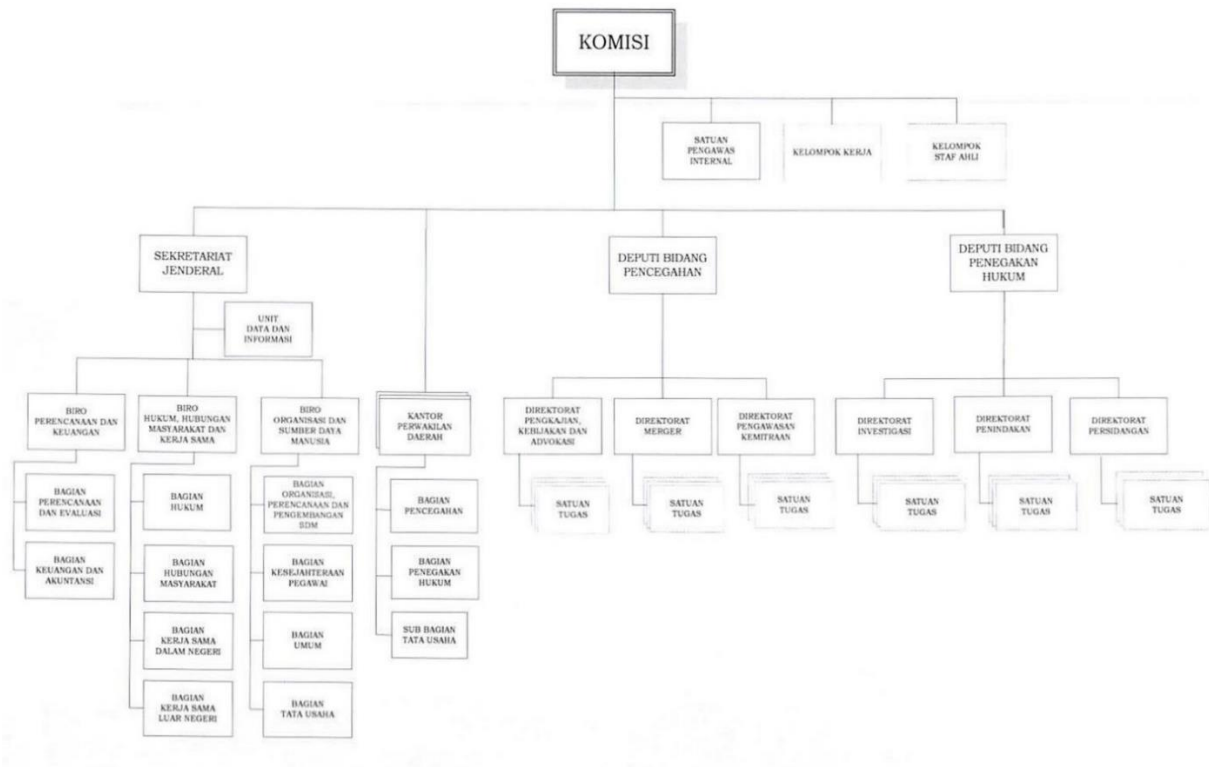 KOMISI
SATUAN
PENGAWAS
INTERNAL
KELOMPOK KERJA
KELOMPOK
STAF AHLI
SEKRETARIAT
JENDERAL
DEPUTI BIDANG
PENCEGAHAN
DEPUTI BIDANG
PENEGAKAN
HUKUM
UNIT
DATA DAN
INFORMASI
BIRO
PERENCANAAN DAN
KEUANGAN
BIRO
HUKUM, HUBUNGAN
MASYARAKAT DAN
KERJA SAMA
BIRO
ORGANISASI DAN
SUMBER DAYA
MANUSIA
KANTOR
PERWAKILAN
DAERAH
DIREKTORAT
PENGKAJIAN,
KEBIJAKAN DAN
ADVOKASI
DIREKTORAT
MERGER
DIREKTORAT
PENGAWASAN
KEMITRAAN
DIREKTORAT
INVESTIGASI
DIREKTORAT
PENINDAKAN
DIREKTORAT
PERSIDANGAN
BAGIAN
PERENCANAAN
DAN EVALUASI
BAGIAN
HUKUM
BAGIAN
ORGANISASI,
PERENCANAAN DAN
PENGEMBANGAN
SDM
BAGIAN
PENCEGAHAN
SATUAN
TUGAS
SATUAN
TUGAS
SATUAN
TUGAS
SATUAN
TUGAS
SATUAN
TUGAS
SATUAN
TUGAS
BAGIAN
KEUANGAN DAN
AKUNTANSI
BAGIAN
HUBUNGAN
MASYARAKAT
BAGIAN
KESEJAHTERAAN
PEGAWAI
BAGIAN
PENEGAKAN
HUKUM
BAGIAN
KERJA SAMA
DALAM NEGERI
BAGIAN
UMUM
SUB BAGIAN
TATA USAHA
BAGIAN
KERJA SAMA
LUAR NEGERI
BAGIAN
TATA USAHA